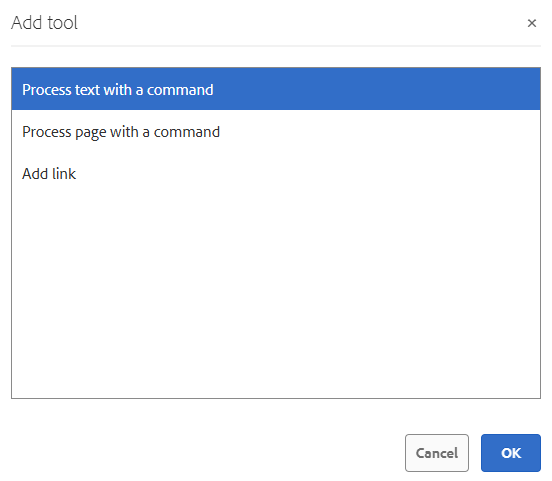 Add tool
Process text with a command
Process page with a command
Add link
Cancel
OK